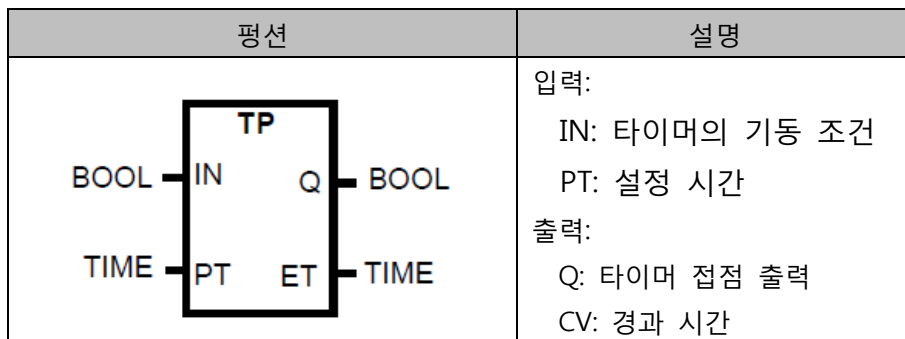 펑션
설명
TP
BOOL IN Q BOOL
TIME PT ET TIME
입력:
IN: 타이머의 기동 조건
PT: 설정 시간
출력:
Q: 타이머 접점 출력
CV: 경과 시간